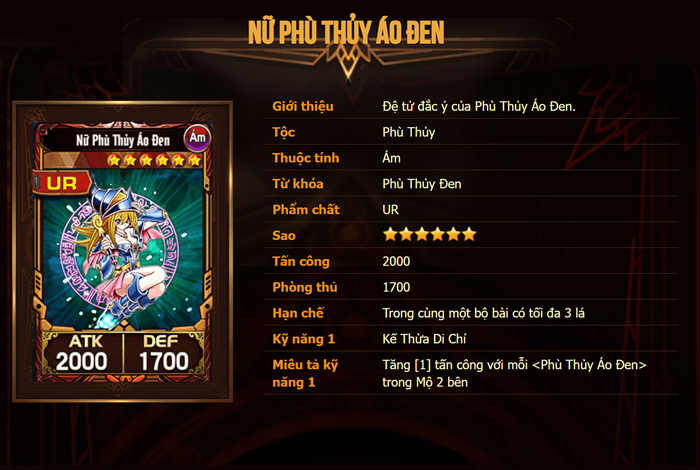 NỮ PHÙ THỦY ÁO ĐEN
Nữ Phù Thủy Áo Đen
Ám
UR
ATK
DEF
2000
1700
Giới thiệu Đệ tử đắc ý của Phù Thủy Áo Đen.
Tộc Phù Thủy
Thuộc tính Ám
Từ khóa Phù Thủy Đen
Phẩm chất UR
Sao
Tấn công 2000
Phòng thủ 1700
Hạn chế Trong cùng một bộ bài có tối đa 3 lá
Kỹ năng 1 Kế Thừa Di Chí
Miêu tả kỹ năng 1 Tăng [1] tấn công với mỗi <Phù Thủy Áo Đen>
trong Mộ 2 bên